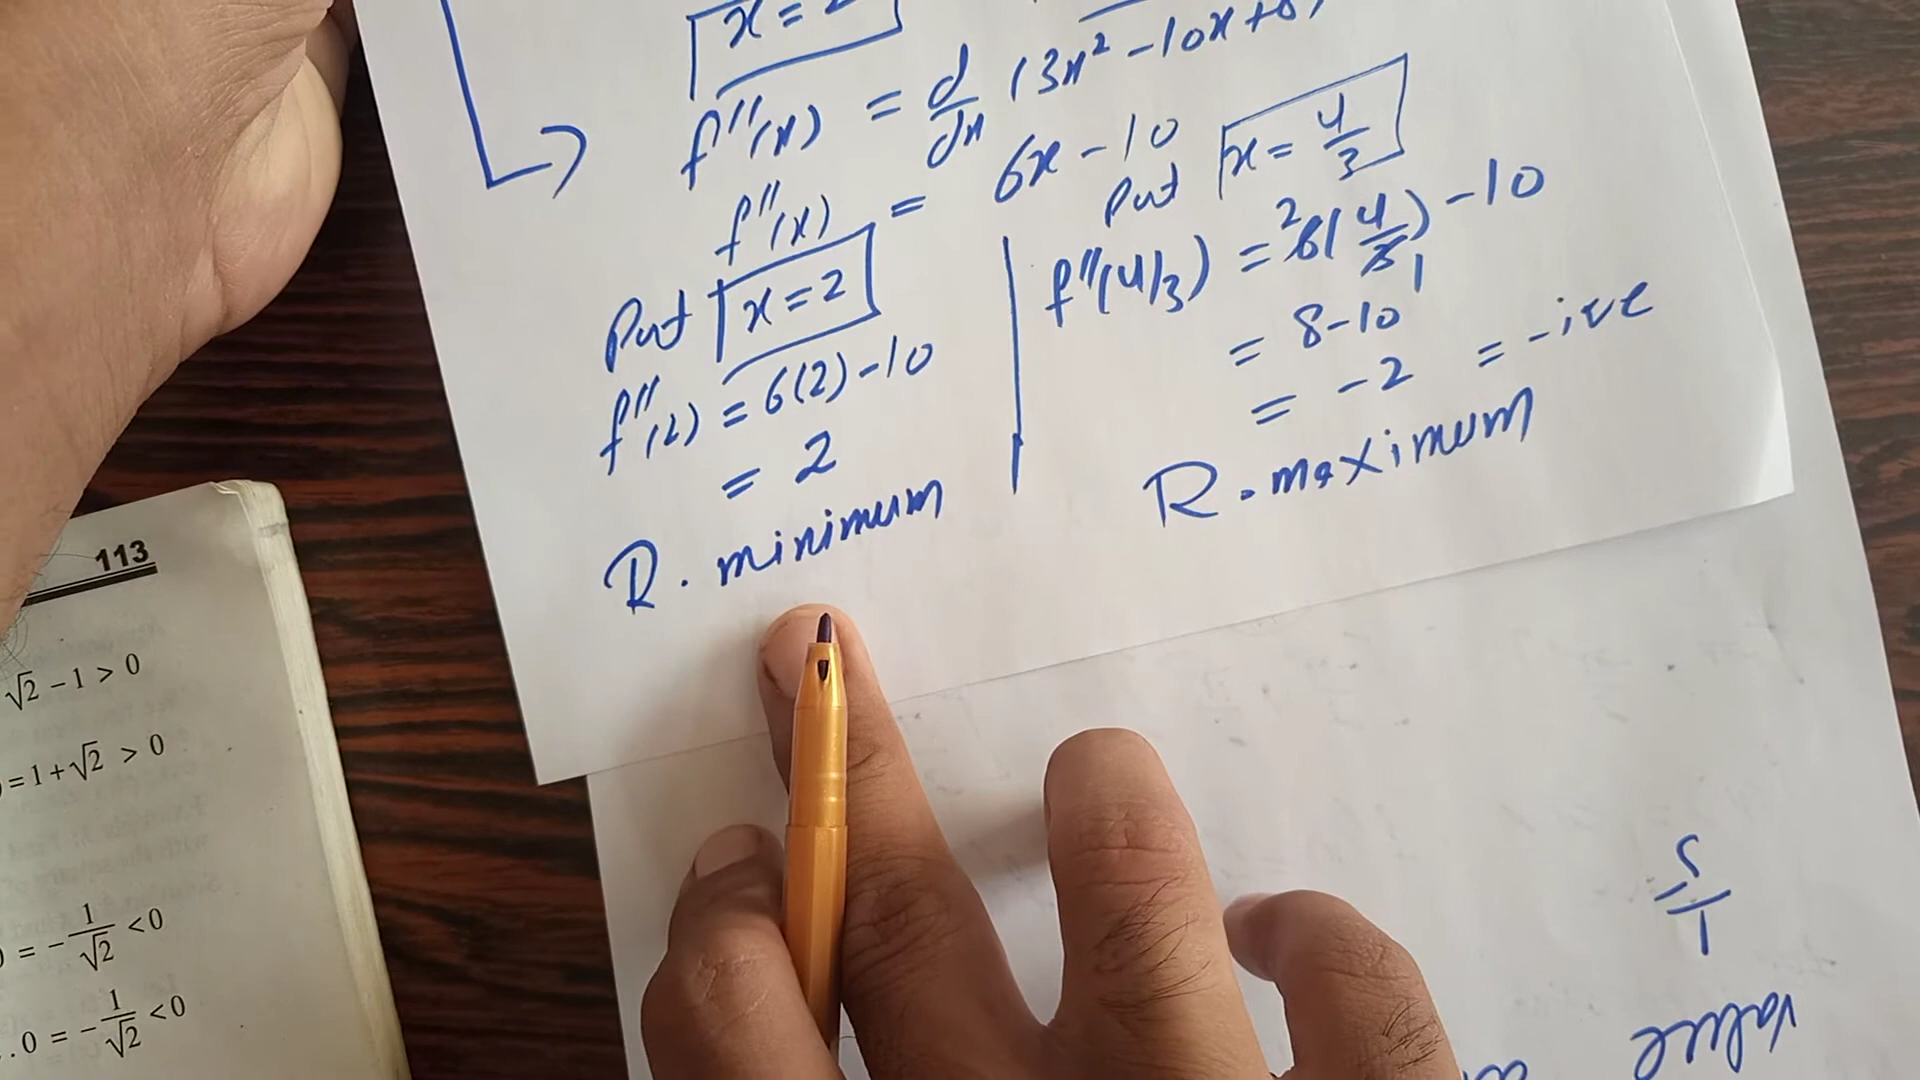 x = 2
f''(x) = d/dx (3x² - 10x + 8)
f''(x) = 6x - 10
Put x = 2
f''(2) = 6(2) - 10
= 2
R. minimum
Put x = 4/3
f''(4/3) = 6(4/3) - 10
2
1
= 8 - 10
= -2 = -ive
R. maximum
113
√2 - 1 > 0
= 1 + √2 > 0
= - 1/√2 < 0
. 0 = - 1/√2 < 0
value